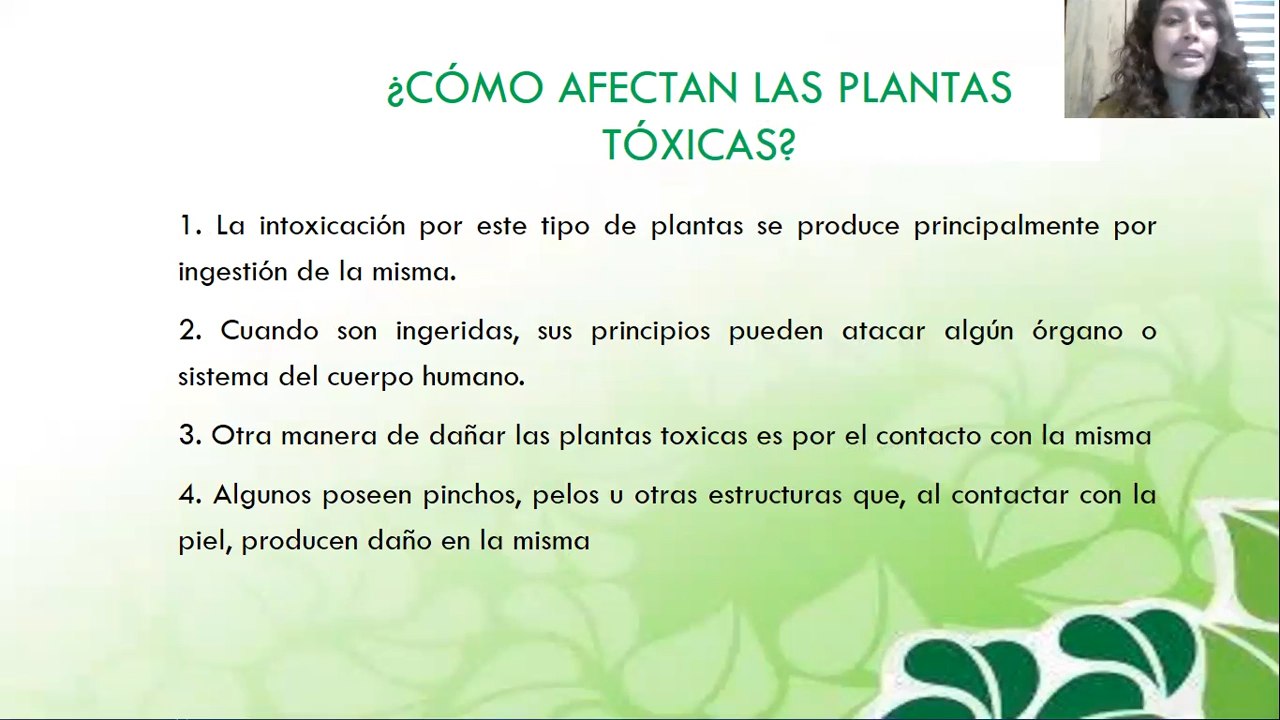 ¿CÓMO AFECTAN LAS PLANTAS
TÓXICAS?
1. La intoxicación por este tipo de plantas se produce principalmente por
ingestión de la misma.
2. Cuando son ingeridas, sus principios pueden atacar algún órgano o
sistema del cuerpo humano.
3. Otra manera de dañar las plantas toxicas es por el contacto con la misma
4. Algunos poseen pinchos, pelos u otras estructuras que, al contactar con la
piel, producen daño en la misma